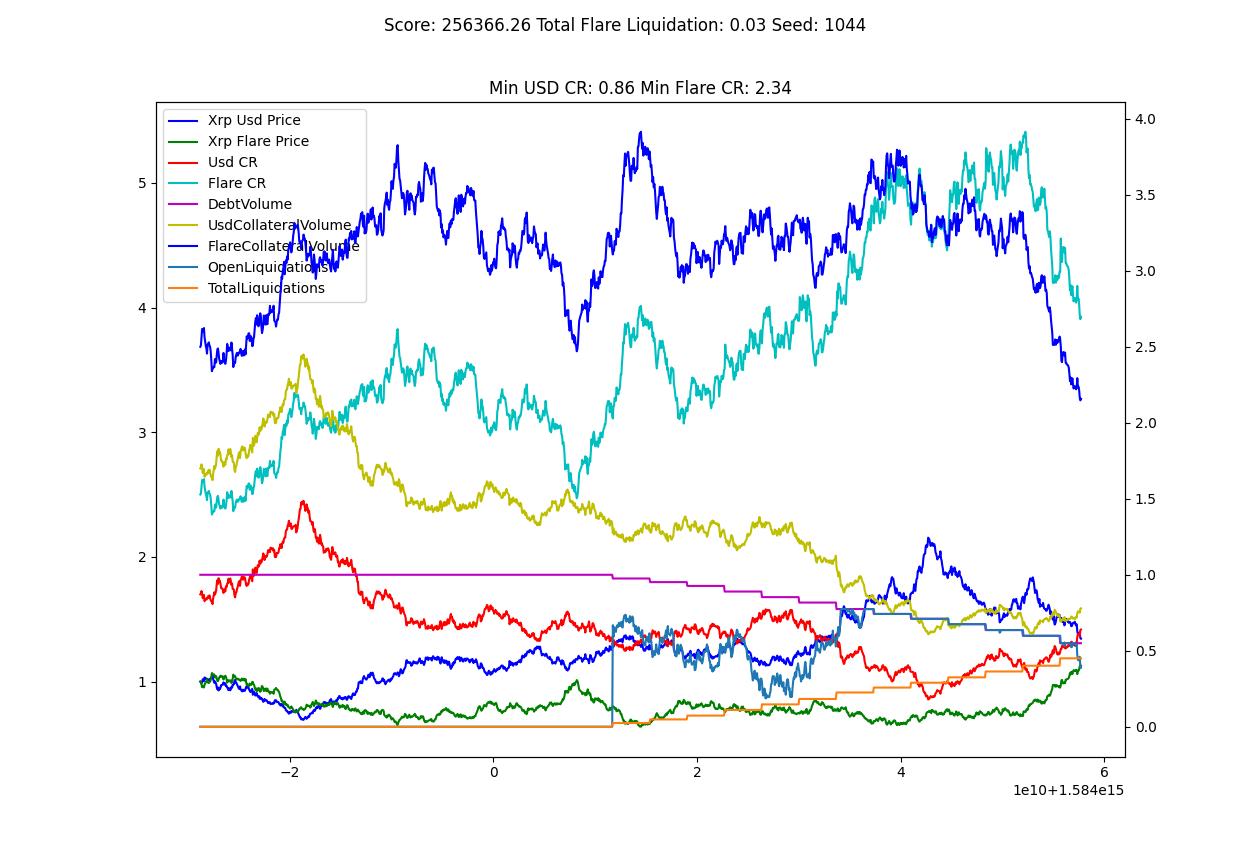 Score: 256366.26 Total Flare Liquidation: 0.03 Seed: 1044
Min USD CR: 0.86 Min Flare CR: 2.34
Xrp Usd Price
Xrp Flare Price
Usd CR
Flare CR
DebtVolume
UsdCollateralVolume
FlareCollateralVolume
OpenLiquidations
TotalLiquidations
5
4
3
2
1
4.0
3.5
3.0
2.5
2.0
1.5
1.0
0.5
0.0
−2
0
2
4
6
1e10+1.584e15